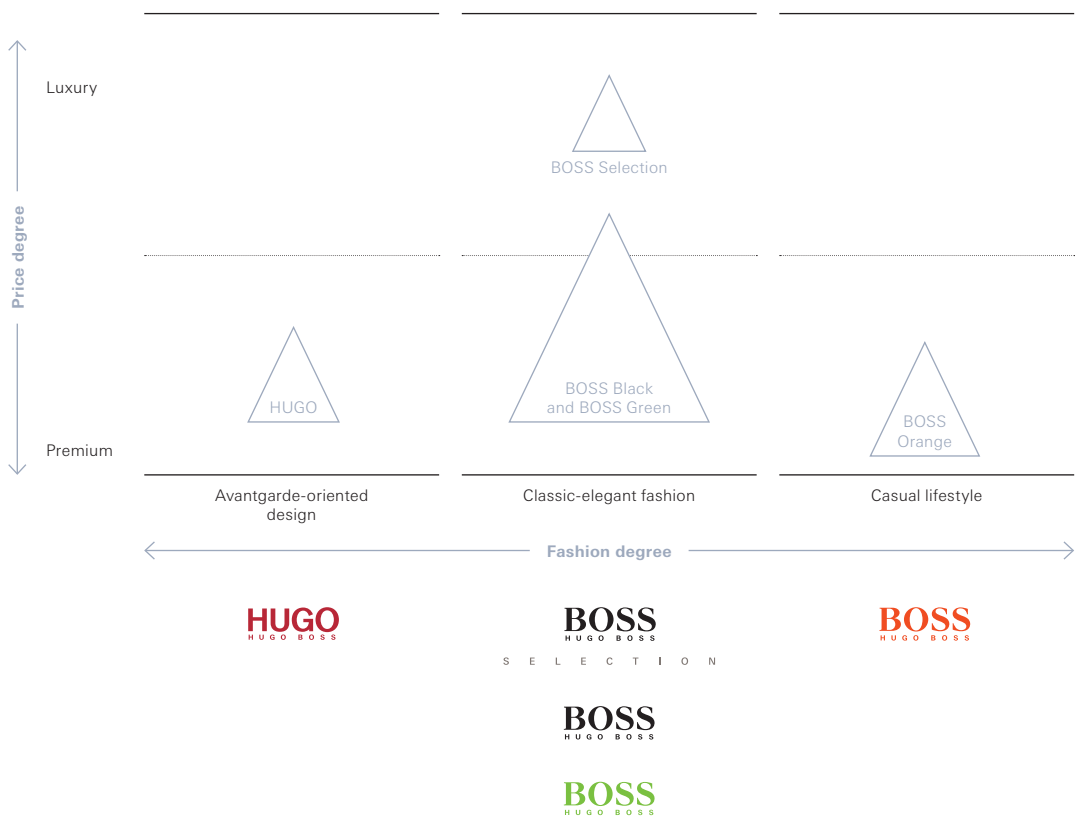 Luxury
BOSS Selection
Price degree
HUGO
BOSS Black
and BOSS Green
BOSS
Orange
Premium
Avantgarde-oriented
design
Classic-elegant fashion
Casual lifestyle
Fashion degree
HUGO
HUGO BOSS
BOSS
HUGO BOSS
SELECTION
BOSS
HUGO BOSS
BOSS
HUGO BOSS
BOSS
HUGO BOSS